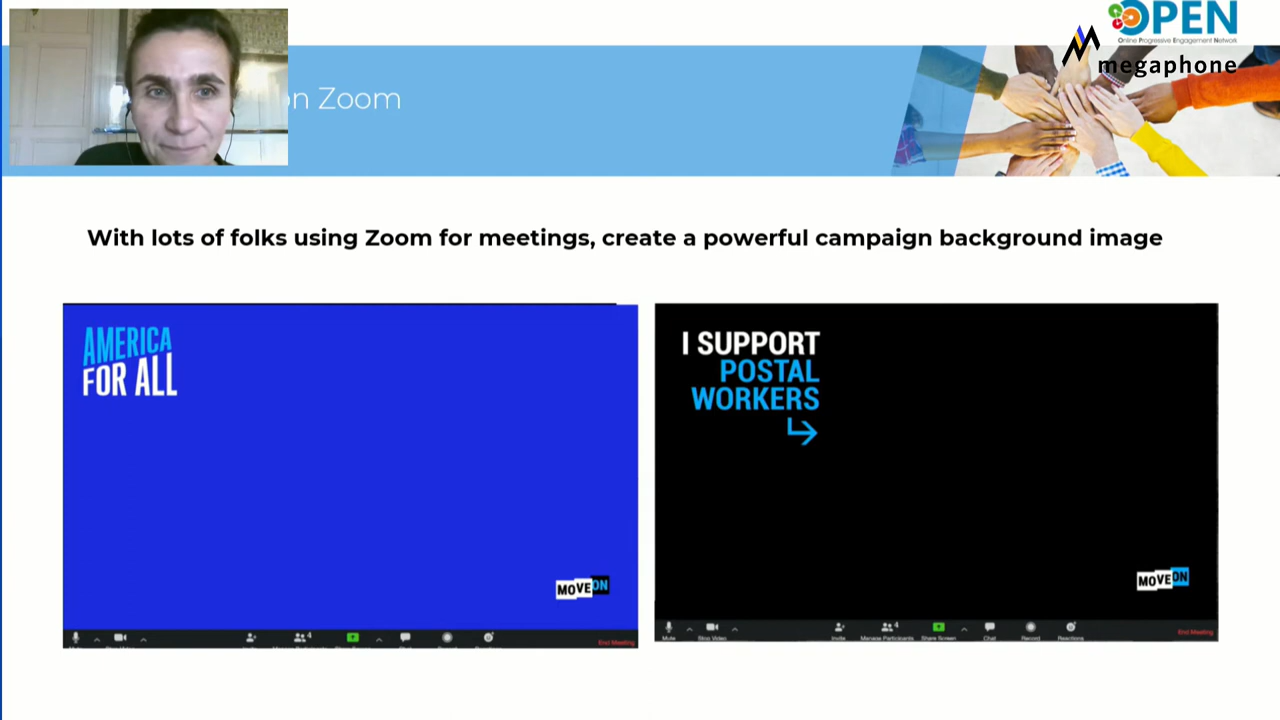 OPEN
Online Progressive Engagement Network
megaphone
on Zoom
With lots of folks using Zoom for meetings, create a powerful campaign background image
AMERICA
FOR ALL
MOVEON
End Meeting
I SUPPORT
POSTAL
WORKERS
MOVEON
4
4
Mute
Stop Video
Invite
Manage Participants
Share Screen
Chat
Record
Reactions
End Meeting